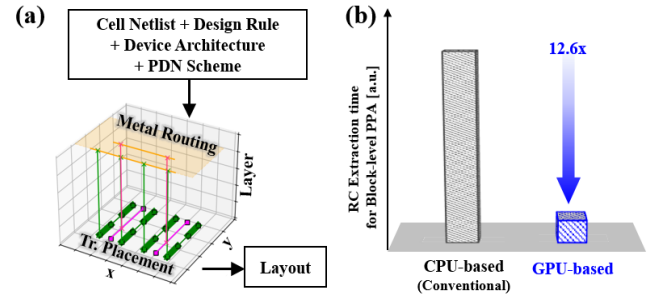 (a)
Cell Netlist + Design Rule
+ Device Architecture
+ PDN Scheme
Metal Routing
Layer
Tr. Placement
x
y
Layout
(b)
RC Extraction time
for Block-level PPA [a.u.]
12.6x
CPU-based
(Conventional)
GPU-based